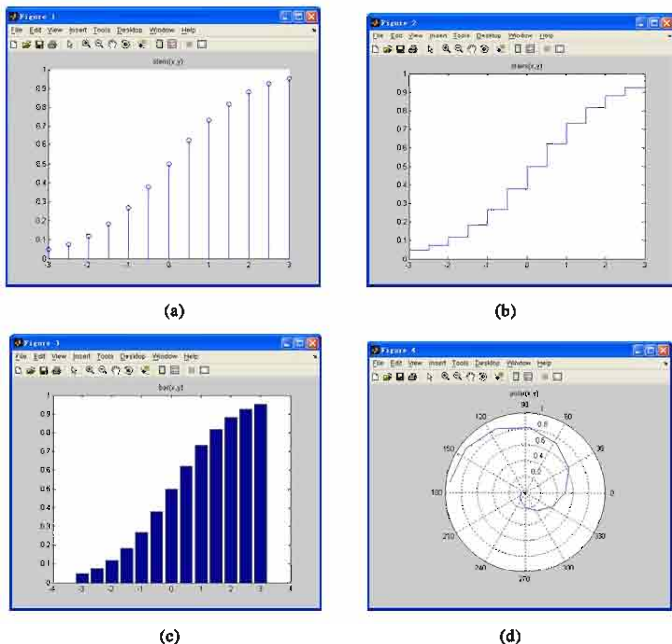 Figure 1
File Edit View Insert Tools Desktop Window Help
stem(x,y)
1
0.9
0.8
0.7
0.6
0.5
0.4
0.3
0.2
0.1
0
-3 -2 -1 0 1 2 3
(a)
Figure 2
File Edit View Insert Tools Desktop Window Help
stairs(x,y)
1
0.9
0.8
0.7
0.6
0.5
0.4
0.3
0.2
0.1
0
-3 -2 -1 0 1 2 3
(b)
Figure 3
File Edit View Insert Tools Desktop Window Help
bar(x,y)
1
0.9
0.8
0.7
0.6
0.5
0.4
0.3
0.2
0.1
0
-4 -3 -2 -1 0 1 2 3 4
(c)
Figure 4
File Edit View Insert Tools Desktop Window Help
polar(x,y)
90 1
120 60
0.8
0.6
150 0.4 30
0.2
180 0
210 330
240 300
270
(d)